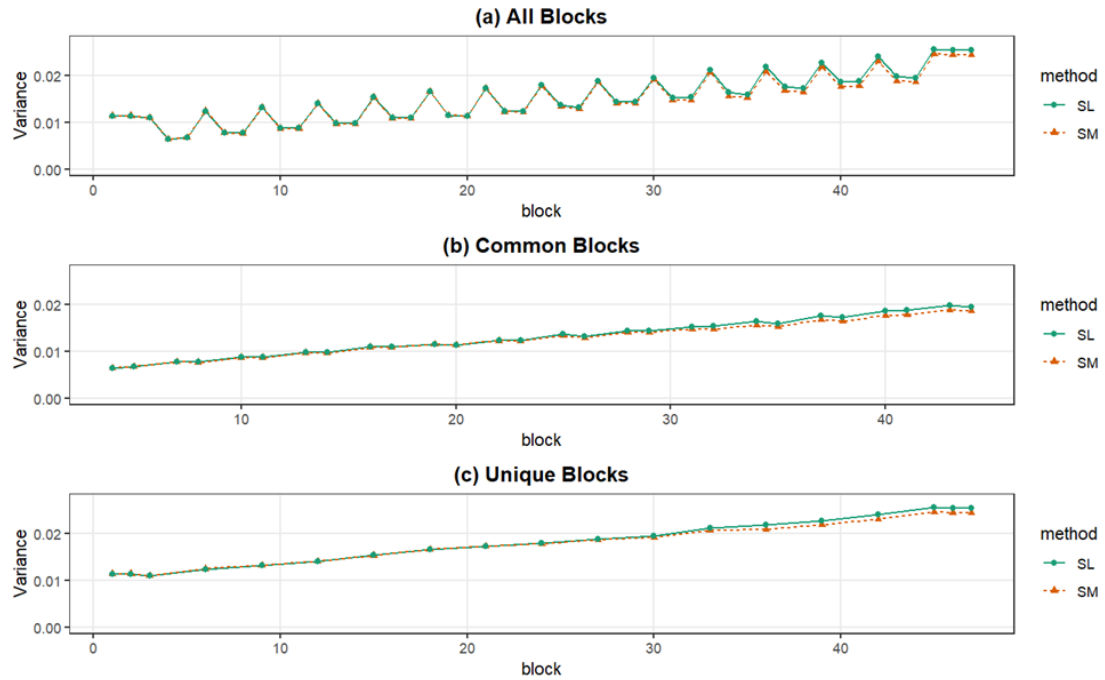 (a) All Blocks
Variance
0.02
0.01
0.00
0 10 20 30 40
block
method
SL
SM
(b) Common Blocks
Variance
0.02
0.01
0.00
10 20 30 40
block
method
SL
SM
(c) Unique Blocks
Variance
0.02
0.01
0.00
0 10 20 30 40
block
method
SL
SM